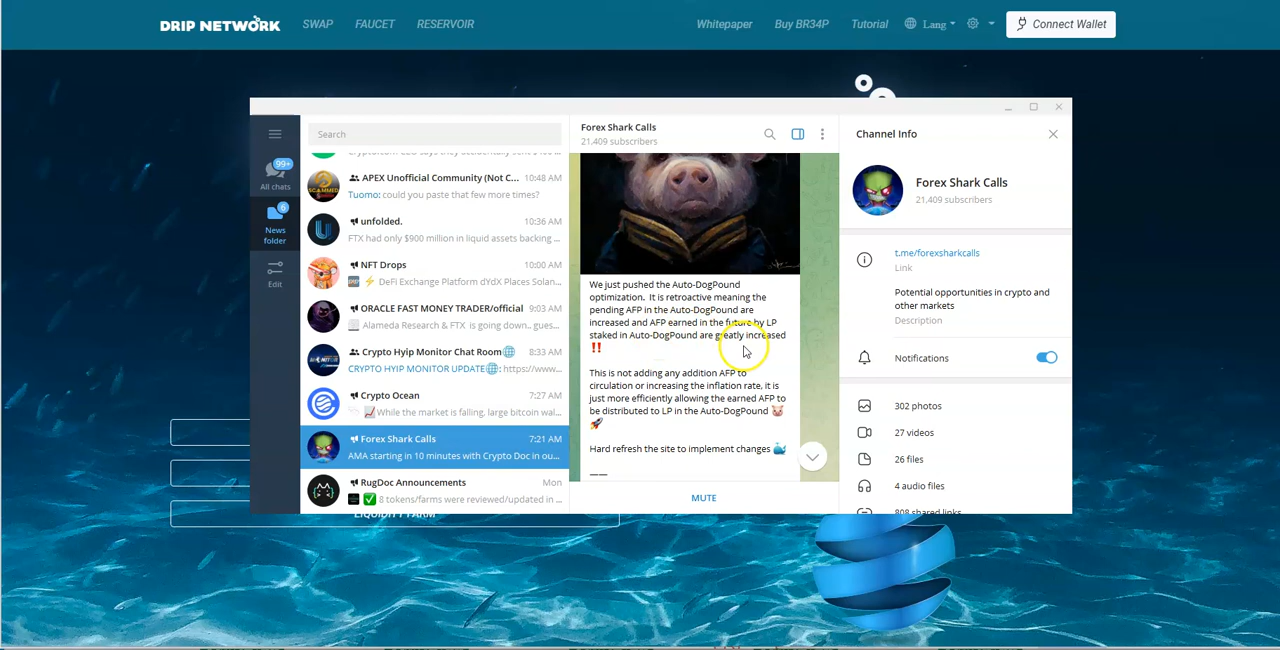 DRIP NETWORK
SWAP
FAUCET
RESERVOIR
Whitepaper
Buy BR34P
Tutorial
Lang
Connect Wallet
99+
All chats
6
News
folder
Edit
Search
APEX Unofficial Community (Not C...
10:48 AM
Tuomo: could you paste that few more times?
unfolded.
10:36 AM
FTX had only $900 million in liquid assets backing ...
NFT Drops
10:00 AM
⚡ DeFi Exchange Platform dYdX Places Solan...
ORACLE FAST MONEY TRADER/official
9:03 AM
Alameda Research & FTX is going down.. gues...
Crypto Hyip Monitor Chat Room🌐
8:33 AM
CRYPTO HYIP MONITOR UPDATE🌐: https://www...
Crypto Ocean
7:27 AM
📈While the market is falling, large bitcoin wal...
Forex Shark Calls
7:21 AM
AMA starting in 10 minutes with Crypto Doc in ou...
RugDoc Announcements
Mon
✅ 8 tokens/farms were reviewed/updated in ...
LIQUIDITY FARM
Forex Shark Calls
21,409 subscribers
We just pushed the Auto-DogPound
optimization. It is retroactive meaning the
pending AFP in the Auto-DogPound are
increased and AFP earned in the future by LP
staked in Auto-DogPound are greatly increased
‼️
This is not adding any addition AFP to
circulation or increasing the inflation rate, it is
just more efficiently allowing the earned AFP to
be distributed to LP in the Auto-DogPound 🐷
🚀
Hard refresh the site to implement changes 🐳
——
MUTE
Channel Info
Forex Shark Calls
21,409 subscribers
t.me/forexsharkcalls
Link
Potential opportunities in crypto and
other markets
Description
Notifications
302 photos
27 videos
26 files
4 audio files
808 shared links